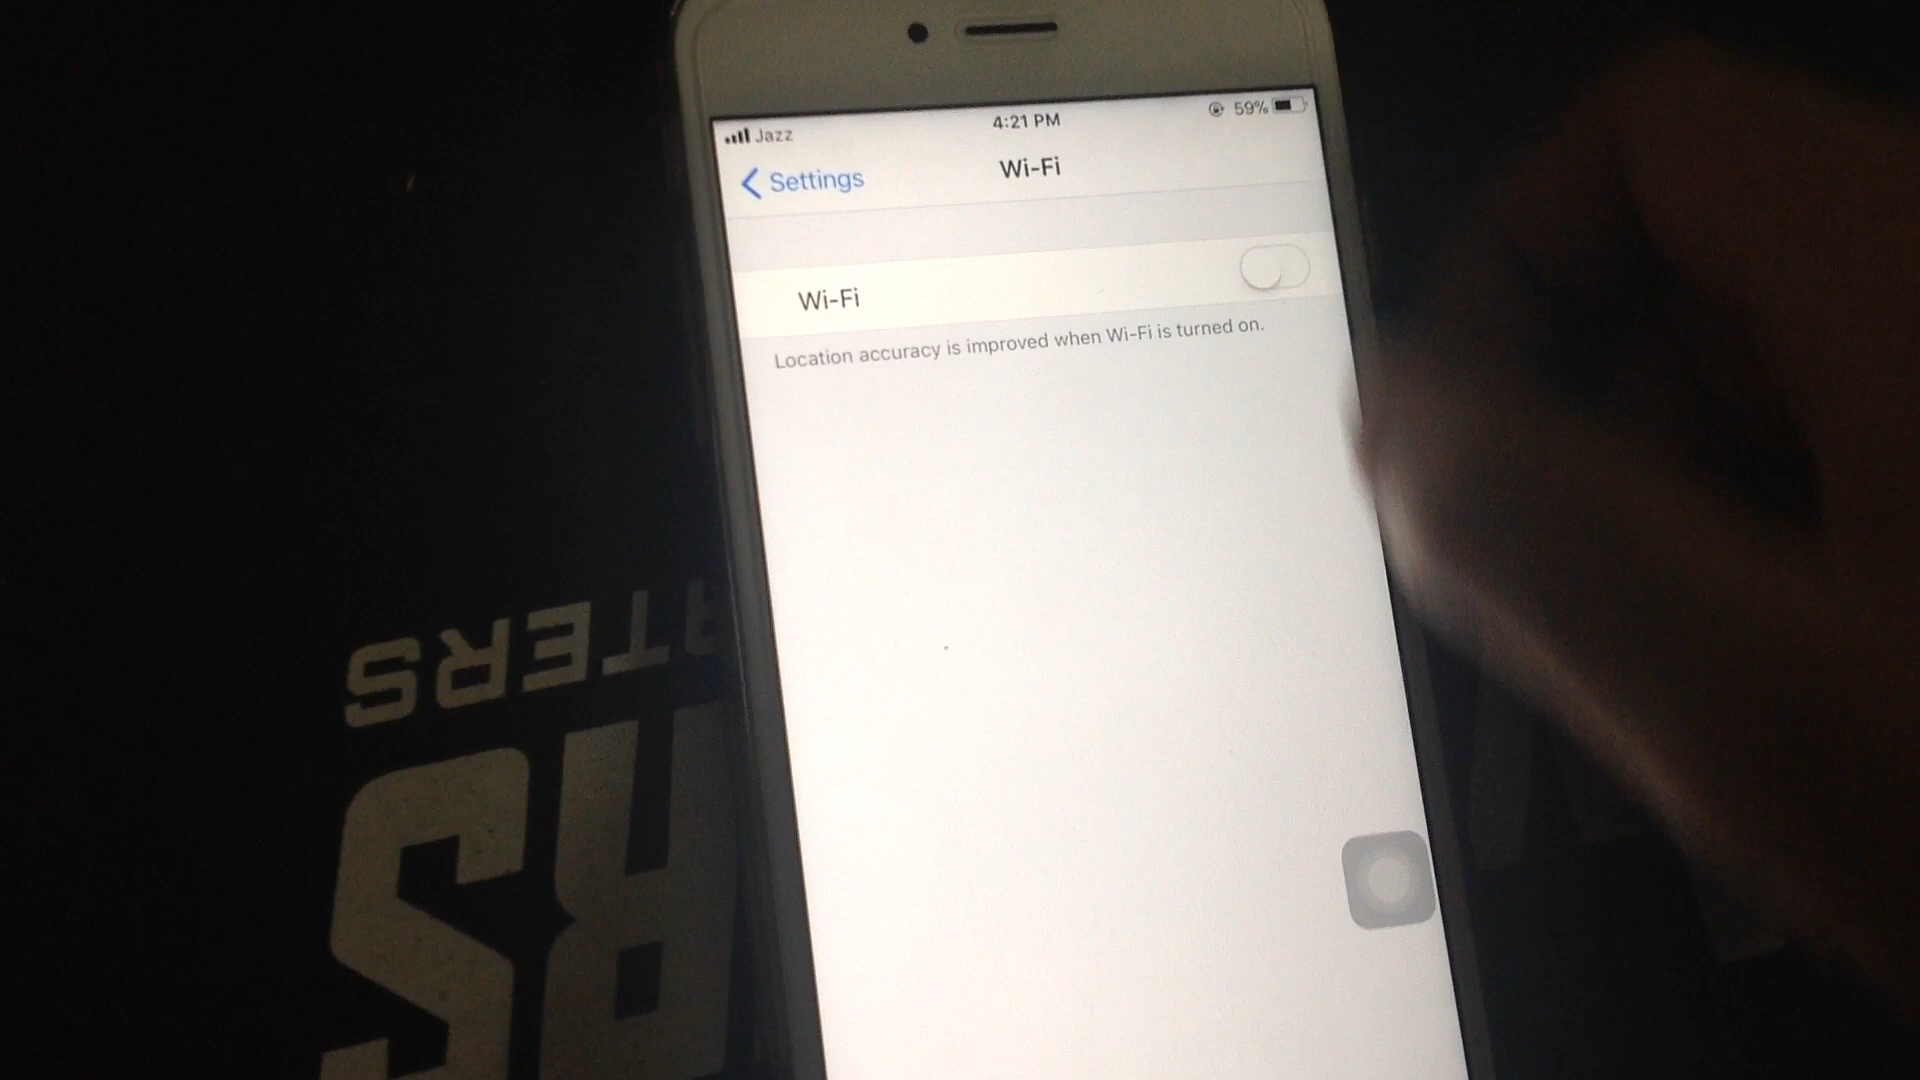 Jazz
4:21 PM
59%
Settings
Wi-Fi
Wi-Fi
Location accuracy is improved when Wi-Fi is turned on.